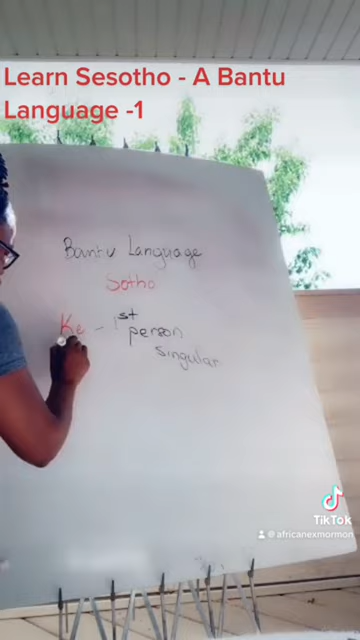 Learn Sesotho - A Bantu
Language -1
Bantu Language
Sotho
Ke - 1st
person
singular
TikTok
@africanexmormon